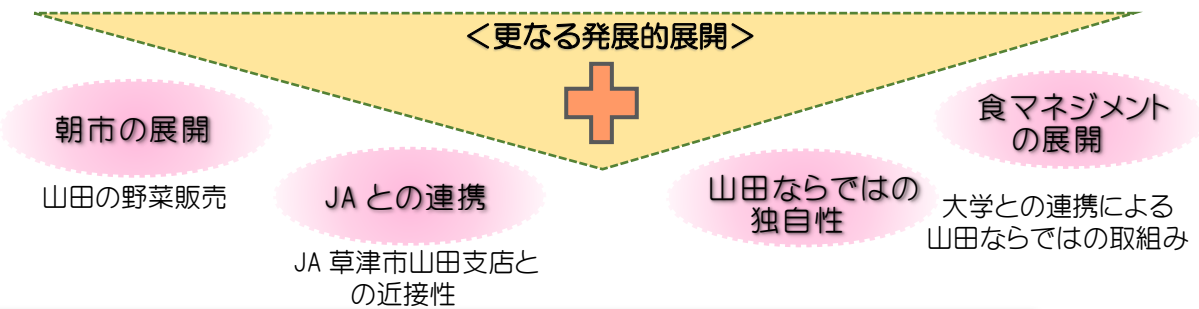 ＜更なる発展的展開＞
朝市の展開
山田の野菜販売
JAとの連携
JA草津市山田支店と
の近接性
山田ならではの
独自性
食マネジメント
の展開
大学との連携による
山田ならではの取組み